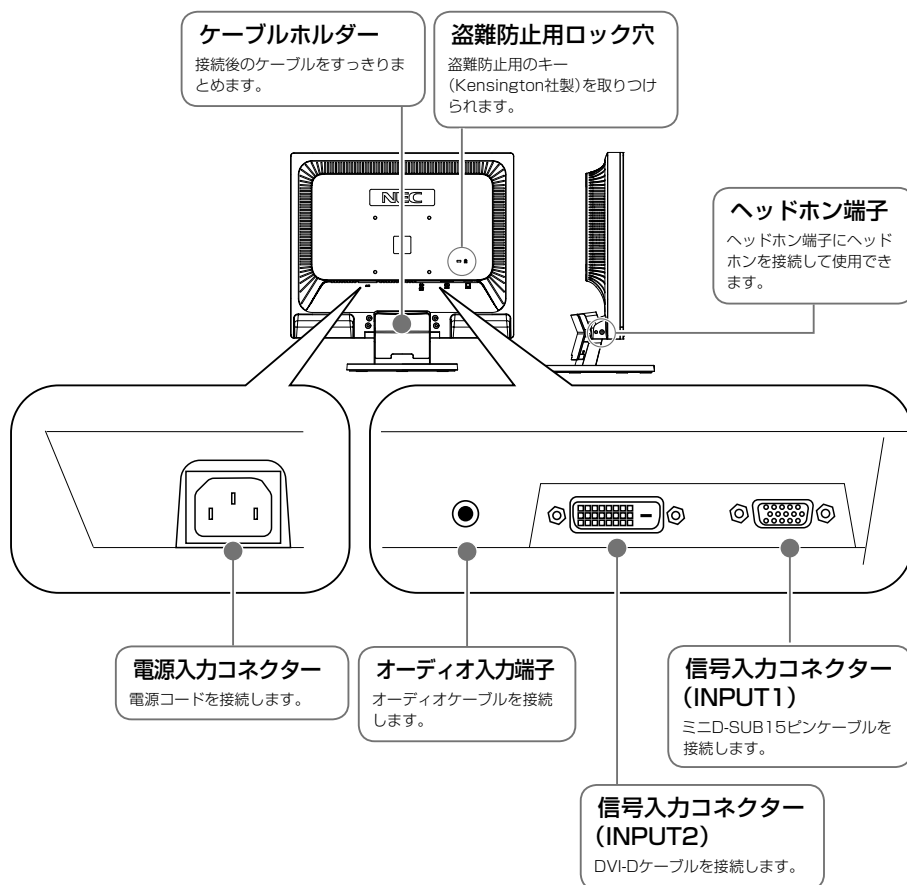 ケーブルホルダー
接続後のケーブルをすっきりま
とめます。
盗難防止用ロック穴
盗難防止用のキー
(Kensington社製)を取りつけ
られます。
NEC
ヘッドホン端子
ヘッドホン端子にヘッド
ホンを接続して使用でき
ます。
電源入力コネクター
電源コードを接続します。
オーディオ入力端子
オーディオケーブルを接続
します。
信号入力コネクター
(INPUT1)
ミニD-SUB15ピンケーブルを
接続します。
信号入力コネクター
(INPUT2)
DVI-Dケーブルを接続します。